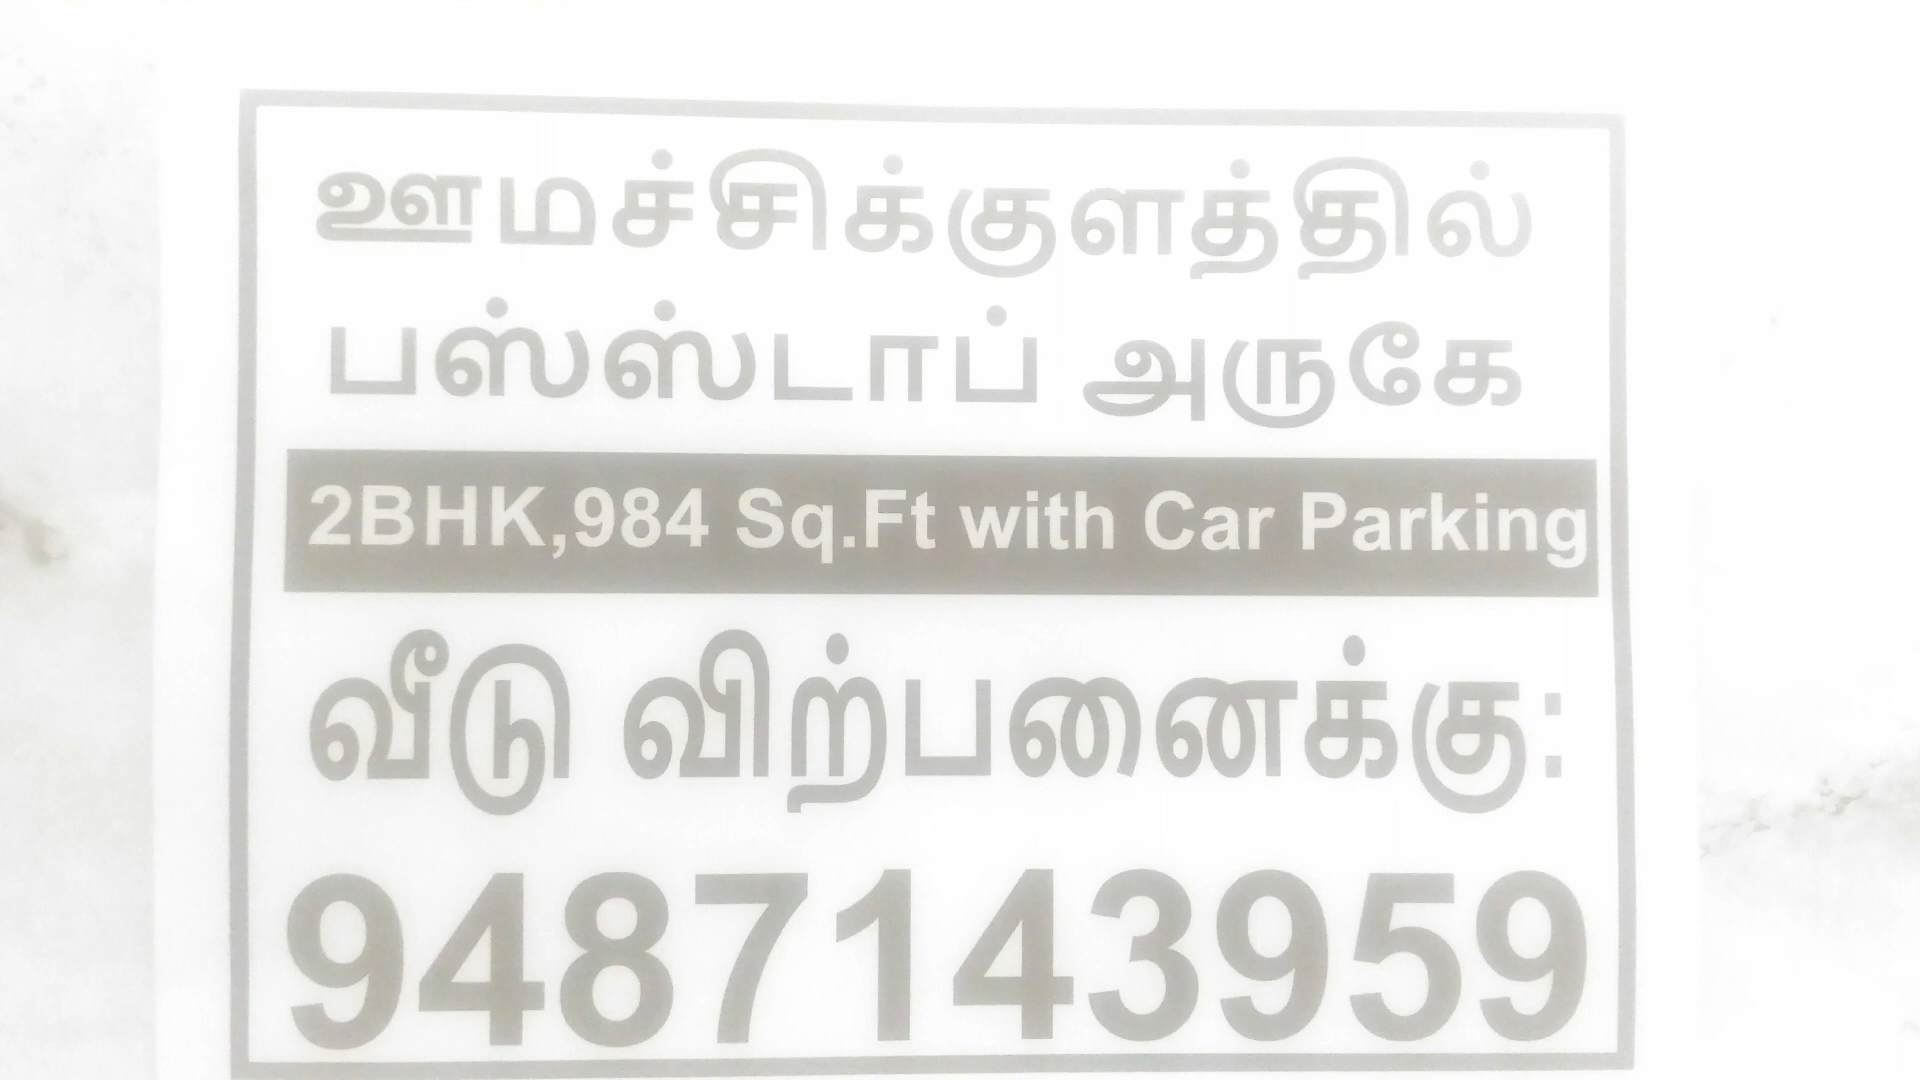 ஊமச்சிக்குளத்தில்
பஸ்ஸ்டாப் அருகே
2BHK,984 Sq.Ft with Car Parking
வீடு விற்பனைக்கு:
9487143959